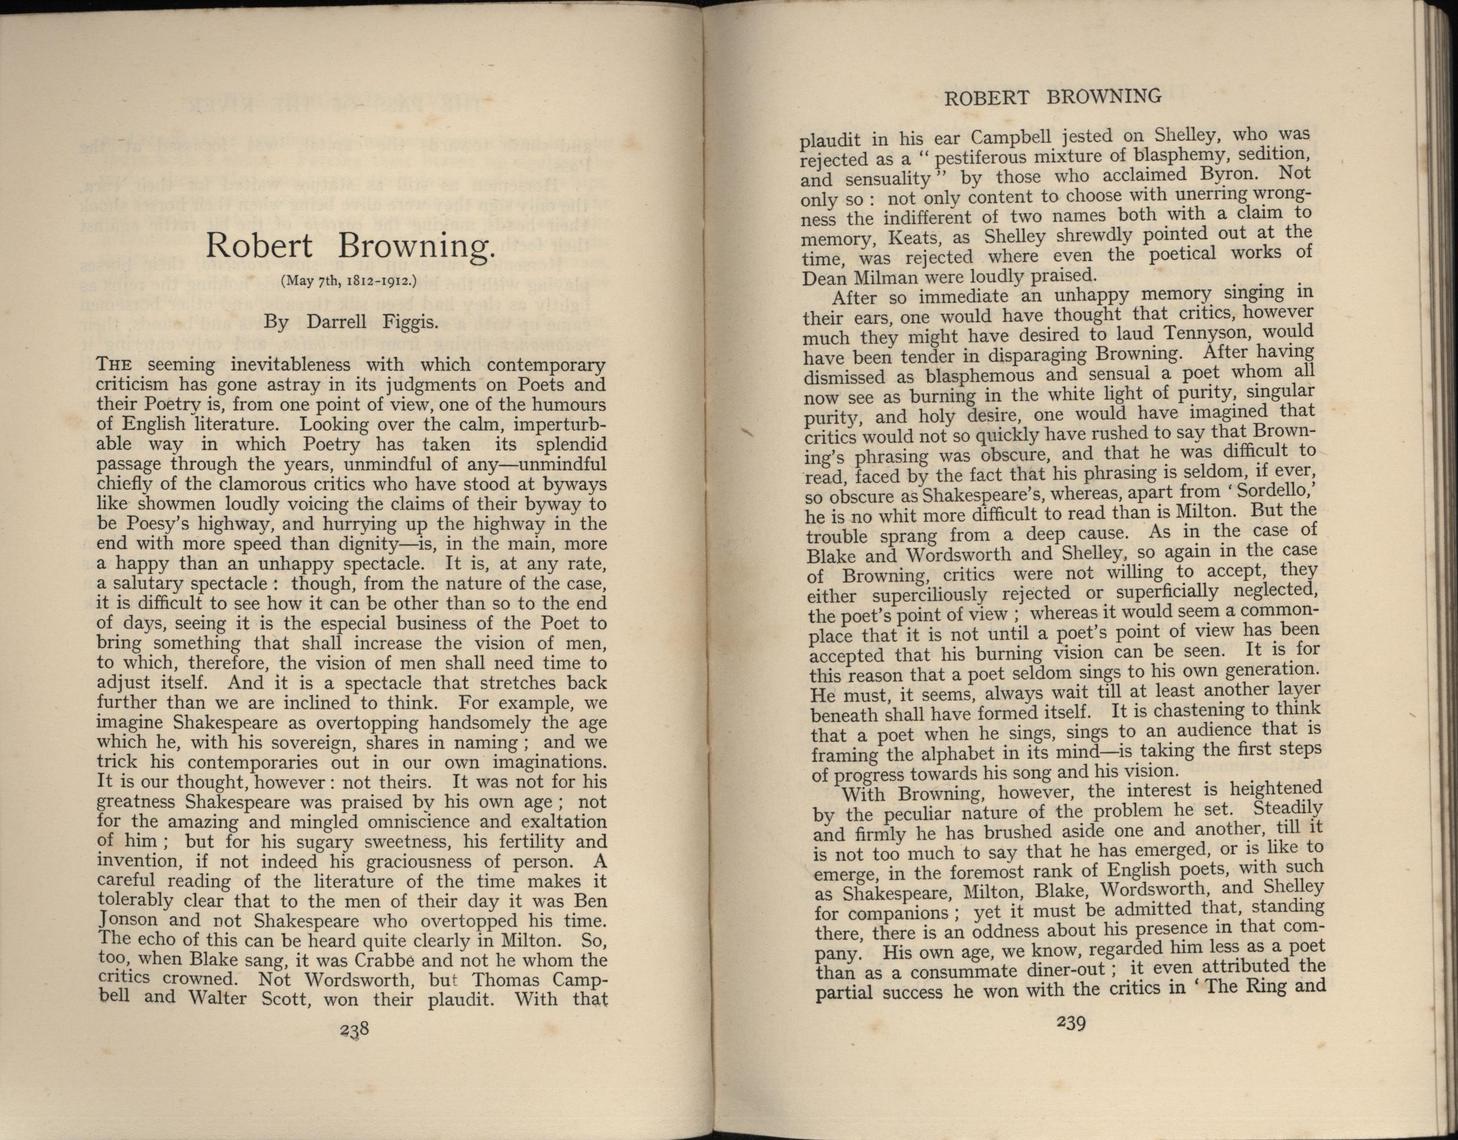 Robert Browning.
(May 7th, 1812-1912.)
By Darrell Figgis.
THE seeming inevitableness with which contemporary
criticism has gone astray in its judgments on Poets and
their Poetry is, from one point of view, one of the humours
of English literature. Looking over the calm, imperturb-
able way in which Poetry has taken its splendid
passage through the years, unmindful of any—unmindful
chiefly of the clamorous critics who have stood at byways
like showmen loudly voicing the claims of their byway to
be Poesy's highway, and hurrying up the highway in the
end with more speed than dignity—is, in the main, more
a happy than an unhappy spectacle. It is, at any rate,
a salutary spectacle : though, from the nature of the case,
it is difficult to see how it can be other than so to the end
of days, seeing it is the especial business of the Poet to
bring something that shall increase the vision of men,
to which, therefore, the vision of men shall need time to
adjust itself. And it is a spectacle that stretches back
further than we are inclined to think. For example, we
imagine Shakespeare as overtopping handsomely the age
which he, with his sovereign, shares in naming ; and we
trick his contemporaries out in our own imaginations.
It is our thought, however : not theirs. It was not for his
greatness Shakespeare was praised by his own age ; not
for the amazing and mingled omniscience and exaltation
of him ; but for his sugary sweetness, his fertility and
invention, if not indeed his graciousness of person. A
careful reading of the literature of the time makes it
tolerably clear that to the men of their day it was Ben
Jonson and not Shakespeare who overtopped his time.
The echo of this can be heard quite clearly in Milton. So,
too, when Blake sang, it was Crabbe and not he whom the
critics crowned. Not Wordsworth, but Thomas Camp-
bell and Walter Scott, won their plaudit. With that
238
ROBERT BROWNING
plaudit in his ear Campbell jested on Shelley, who was
rejected as a “ pestiferous mixture of blasphemy, sedition,
and sensuality ” by those who acclaimed Byron. Not
only so : not only content to choose with unerring wrong-
ness the indifferent of two names both with a claim to
memory, Keats, as Shelley shrewdly pointed out at the
time, was rejected where even the poetical works of
Dean Milman were loudly praised.
After so immediate an unhappy memory singing in
their ears, one would have thought that critics, however
much they might have desired to laud Tennyson, would
have been tender in disparaging Browning. After having
dismissed as blasphemous and sensual a poet whom all
now see as burning in the white light of purity, singular
purity, and holy desire, one would have imagined that
critics would not so quickly have rushed to say that Brown-
ing's phrasing was obscure, and that he was difficult to
read, faced by the fact that his phrasing is seldom, if ever,
so obscure as Shakespeare's, whereas, apart from ‘ Sordello,’
he is no whit more difficult to read than is Milton. But the
trouble sprang from a deep cause. As in the case of
Blake and Wordsworth and Shelley, so again in the case
of Browning, critics were not willing to accept, they
either superciliously rejected or superficially neglected,
the poet's point of view ; whereas it would seem a common-
place that it is not until a poet's point of view has been
accepted that his burning vision can be seen. It is for
this reason that a poet seldom sings to his own generation.
He must, it seems, always wait till at least another layer
beneath shall have formed itself. It is chastening to think
that a poet when he sings, sings to an audience that is
framing the alphabet in its mind—is taking the first steps
of progress towards his song and his vision.
With Browning, however, the interest is heightened
by the peculiar nature of the problem he set. Steadily
and firmly he has brushed aside one and another, till it
is not too much to say that he has emerged, or is like to
emerge, in the foremost rank of English poets, with such
as Shakespeare, Milton, Blake, Wordsworth, and Shelley
for companions ; yet it must be admitted that, standing
there, there is an oddness about his presence in that com-
pany. His own age, we know, regarded him less as a poet
than as a consummate diner-out ; it even attributed the
partial success he won with the critics in ‘ The Ring and
239